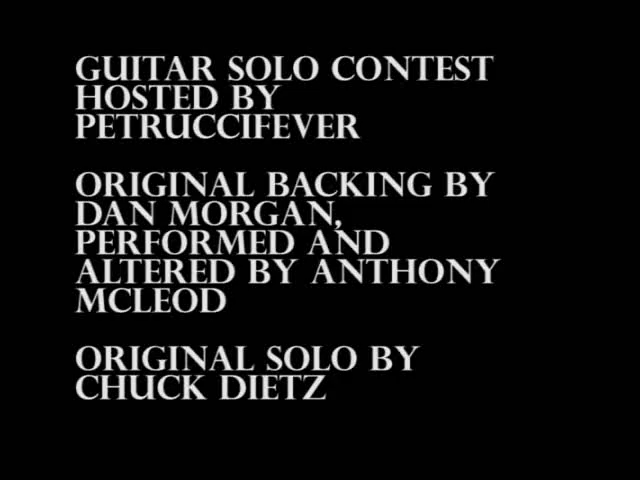 GUITAR SOLO CONTEST
HOSTED BY
PETRUCCIFEVER
ORIGINAL BACKING BY
DAN MORGAN,
PERFORMED AND
ALTERED BY ANTHONY
MCLEOD
ORIGINAL SOLO BY
CHUCK DIETZ